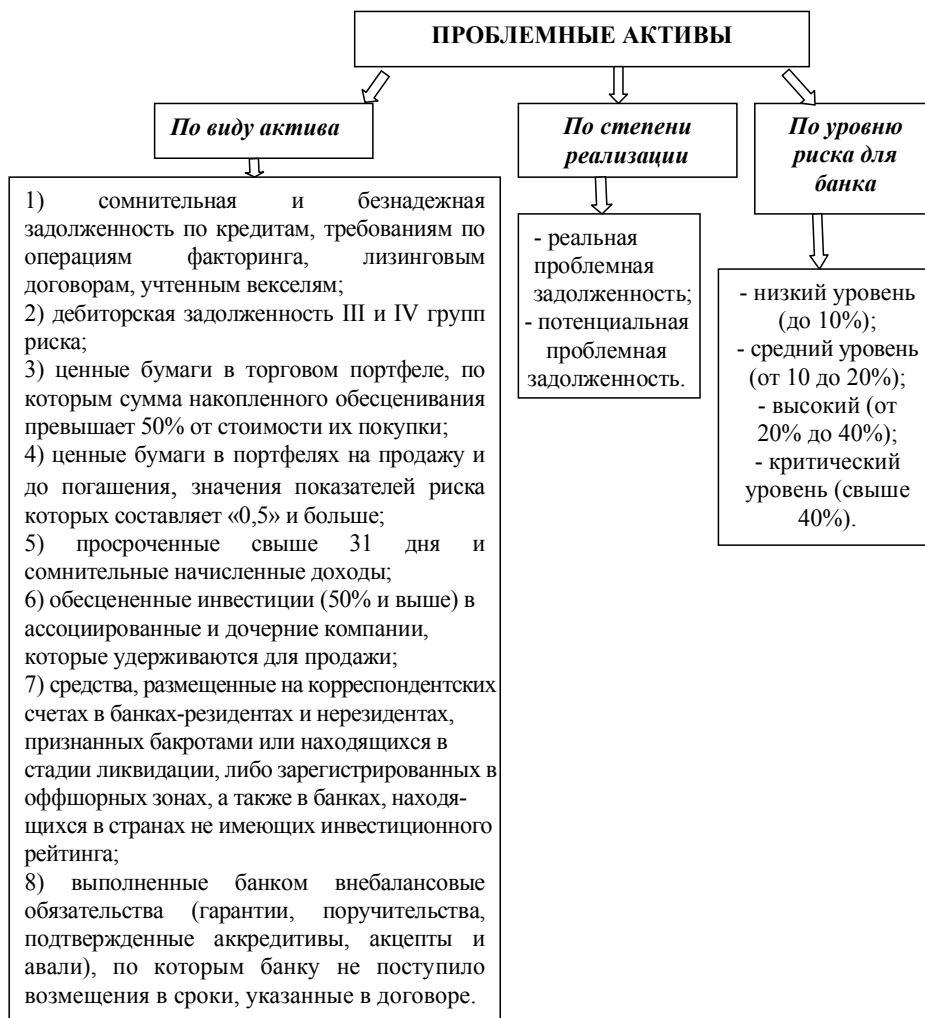 ПРОБЛЕМНЫЕ АКТИВЫ
По виду актива
1) сомнительная и безнадежная
задолженность по кредитам, требованиям по
операциям факторинга, лизинговым
договорам, учтенным векселям;
2) дебиторская задолженность III и IV групп
риска;
3) ценные бумаги в торговом портфеле, по
которым сумма накопленного обесценивания
превышает 50% от стоимости их покупки;
4) ценные бумаги в портфелях на продажу и
до погашения, значения показателей риска
которых составляет «0,5» и больше;
5) просроченные свыше 31 дня и
сомнительные начисленные доходы;
6) обесцененные инвестиции (50% и выше) в
ассоциированные и дочерние компании,
которые удерживаются для продажи;
7) средства, размещенные на корреспондентских
счетах в банках-резидентах и нерезидентах,
признанных бакротами или находящихся в
стадии ликвидации, либо зарегистрированных в
оффшорных зонах, а также в банках, находя-
щихся в странах не имеющих инвестиционного
рейтинга;
8) выполненные банком внебалансовые
обязательства (гарантии, поручительства,
подтвержденные аккредитивы, акцепты и
авали), по которым банку не поступило
возмещения в сроки, указанные в договоре.
По степени
реализации
- реальная
проблемная
задолженность;
- потенциальная
проблемная
задолженность.
По уровню
риска для
банка
- низкий уровень
(до 10%);
- средний уровень
(от 10 до 20%);
- высокий (от
20% до 40%);
- критический
уровень (свыше
40%).